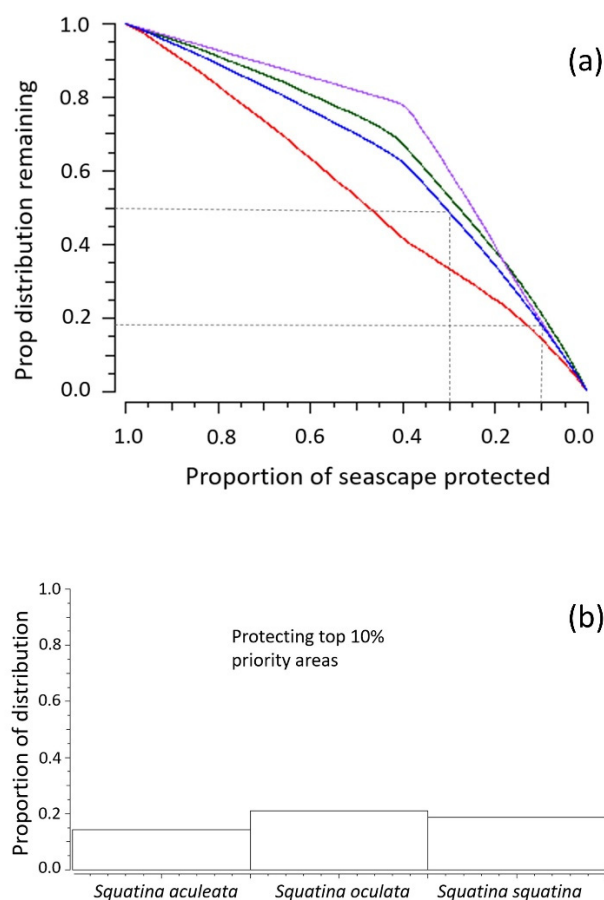 (a)
Prop distribution remaining
1.0
0.8
0.6
0.4
0.2
0.0
1.0 0.8 0.6 0.4 0.2 0.0
Proportion of seascape protected
(b)
Proportion of distribution
1.0
0.8
0.6
0.4
0.2
0.0
Protecting top 10%
priority areas
Squatina aculeata Squatina oculata Squatina squatina